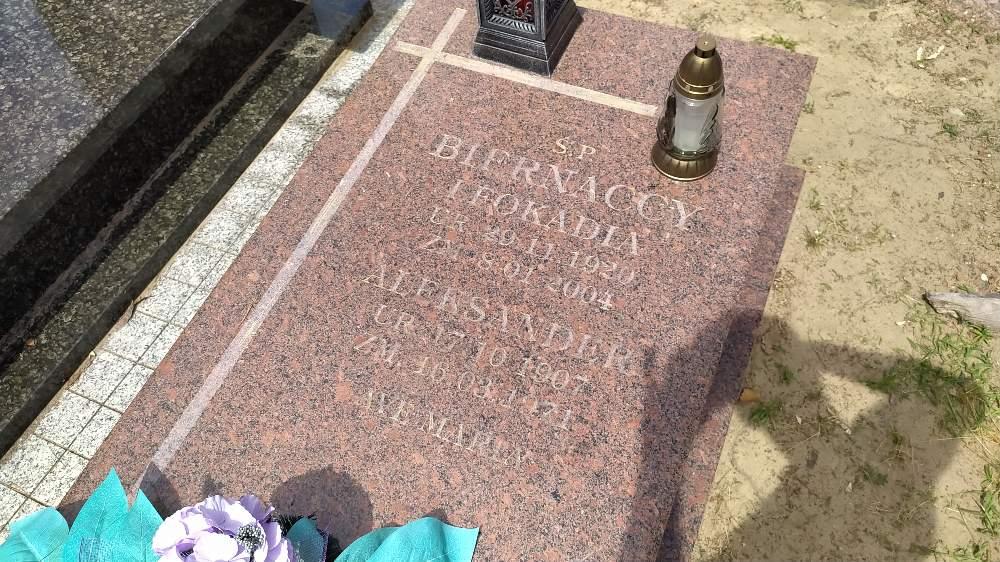 Ś.P.
BIERNACCY
LEOKADIA
UR. 29.11.1920
ZM. 8.01.2004
ALEKSANDER
UR. 17.10.1907
ZM. 16.03.1974
AVE MARIA